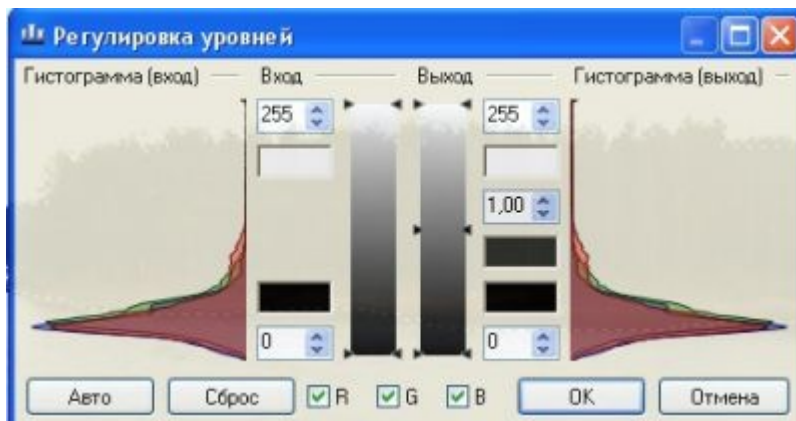 Регулировка уровней
Гистограмма (вход) Вход Выход Гистограмма (выход)
255 255
1,00
0 0
Авто Сброс R G B OK Отмена